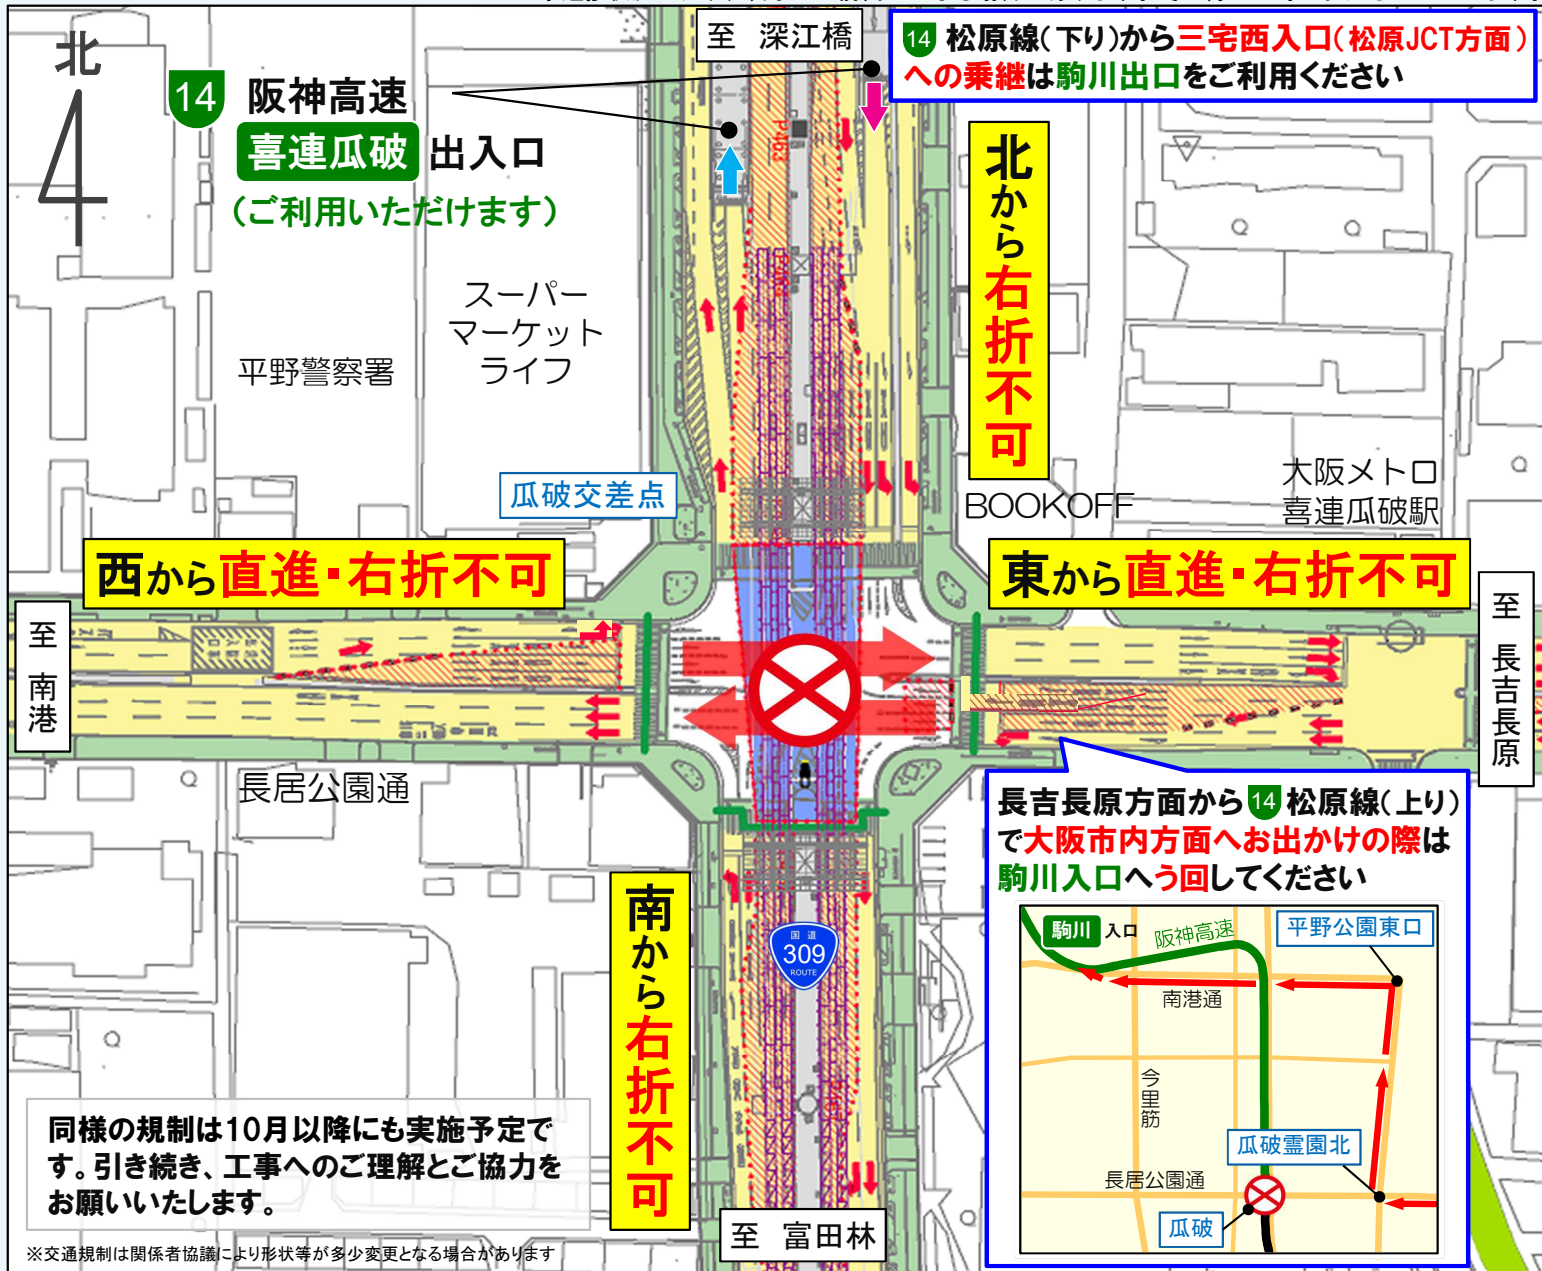 北
14 阪神高速
喜連瓜破 出入口
(ご利用いただけます)
至 深江橋
14 松原線(下り)から三宅西入口(松原JCT方面)
への乗継は駒川出口をご利用ください
北から右折不可
スーパー
マーケット
ライフ
平野警察署
瓜破交差点
BOOKOFF
大阪メトロ
喜連瓜破駅
西から直進・右折不可
東から直進・右折不可
至 南港
至 長吉長原
長居公園通
長吉長原方面から14松原線(上り)
で大阪市内方面へお出かけの際は
駒川入口へう回してください
南から右折不可
国道
309
ROUTE
駒川 入口
阪神高速
平野公園東口
南港通
今里筋
瓜破霊園北
長居公園通
瓜破
同様の規制は10月以降にも実施予定で
す。引き続き、工事へのご理解とご協力を
お願いいたします。
※交通規制は関係者協議により形状等が多少変更となる場合があります
至 富田林